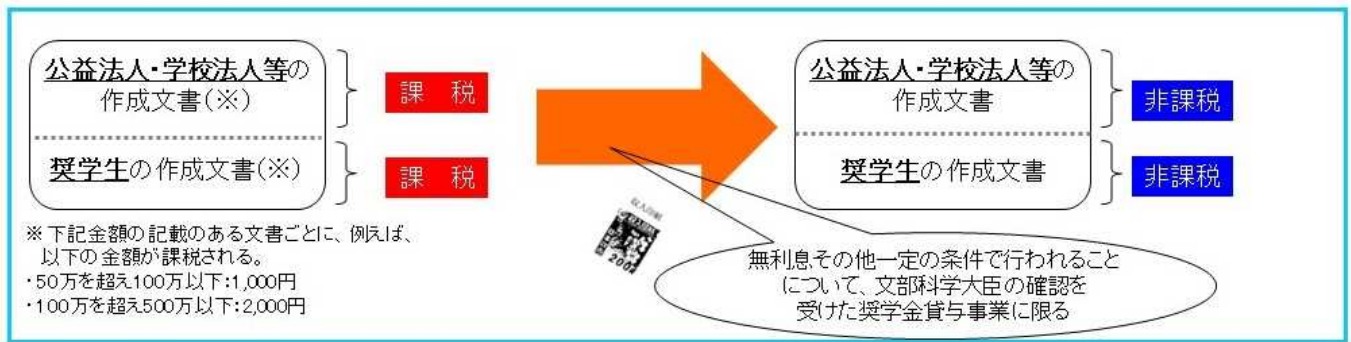 公益法人・学校法人等の
作成文書(※)
課 税
奨学生の作成文書(※)
課 税
※下記金額の記載のある文書ごとに、例えば、
以下の金額が課税される。
・50万を超え100万以下:1,000円
・100万を超え500万以下:2,000円
収入印紙
200
無利息その他一定の条件で行われること
について、文部科学大臣の確認を
受けた奨学金貸与事業に限る
公益法人・学校法人等の
作成文書
非課税
奨学生の作成文書
非課税